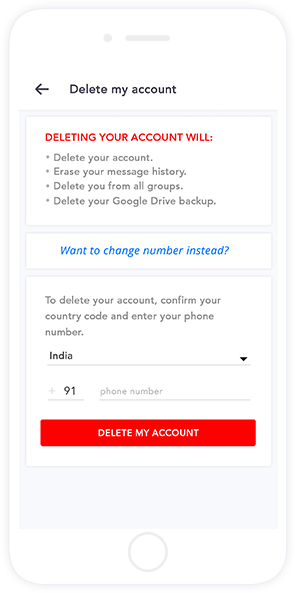 Delete my account
DELETING YOUR ACCOUNT WILL:
• Delete your account.
• Erase your message history.
• Delete you from all groups.
• Delete your Google Drive backup.
Want to change number instead?
To delete your account, confirm your
country code and enter your phone
number.
India
+ 91 phone number
DELETE MY ACCOUNT